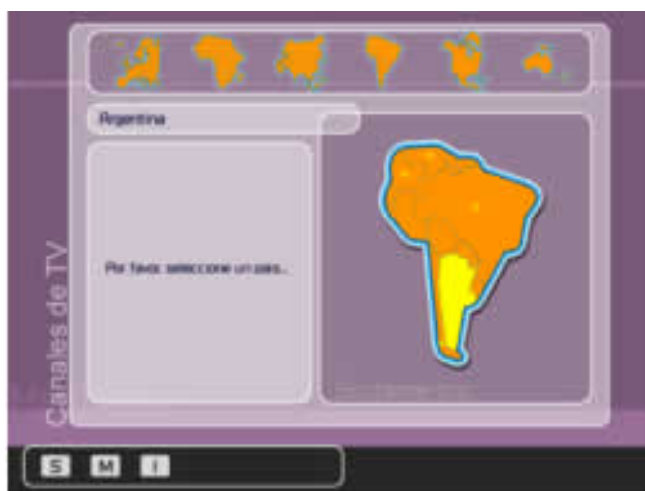 Argentina
Por favor, seleccione un país...
Canales de TV
S M I